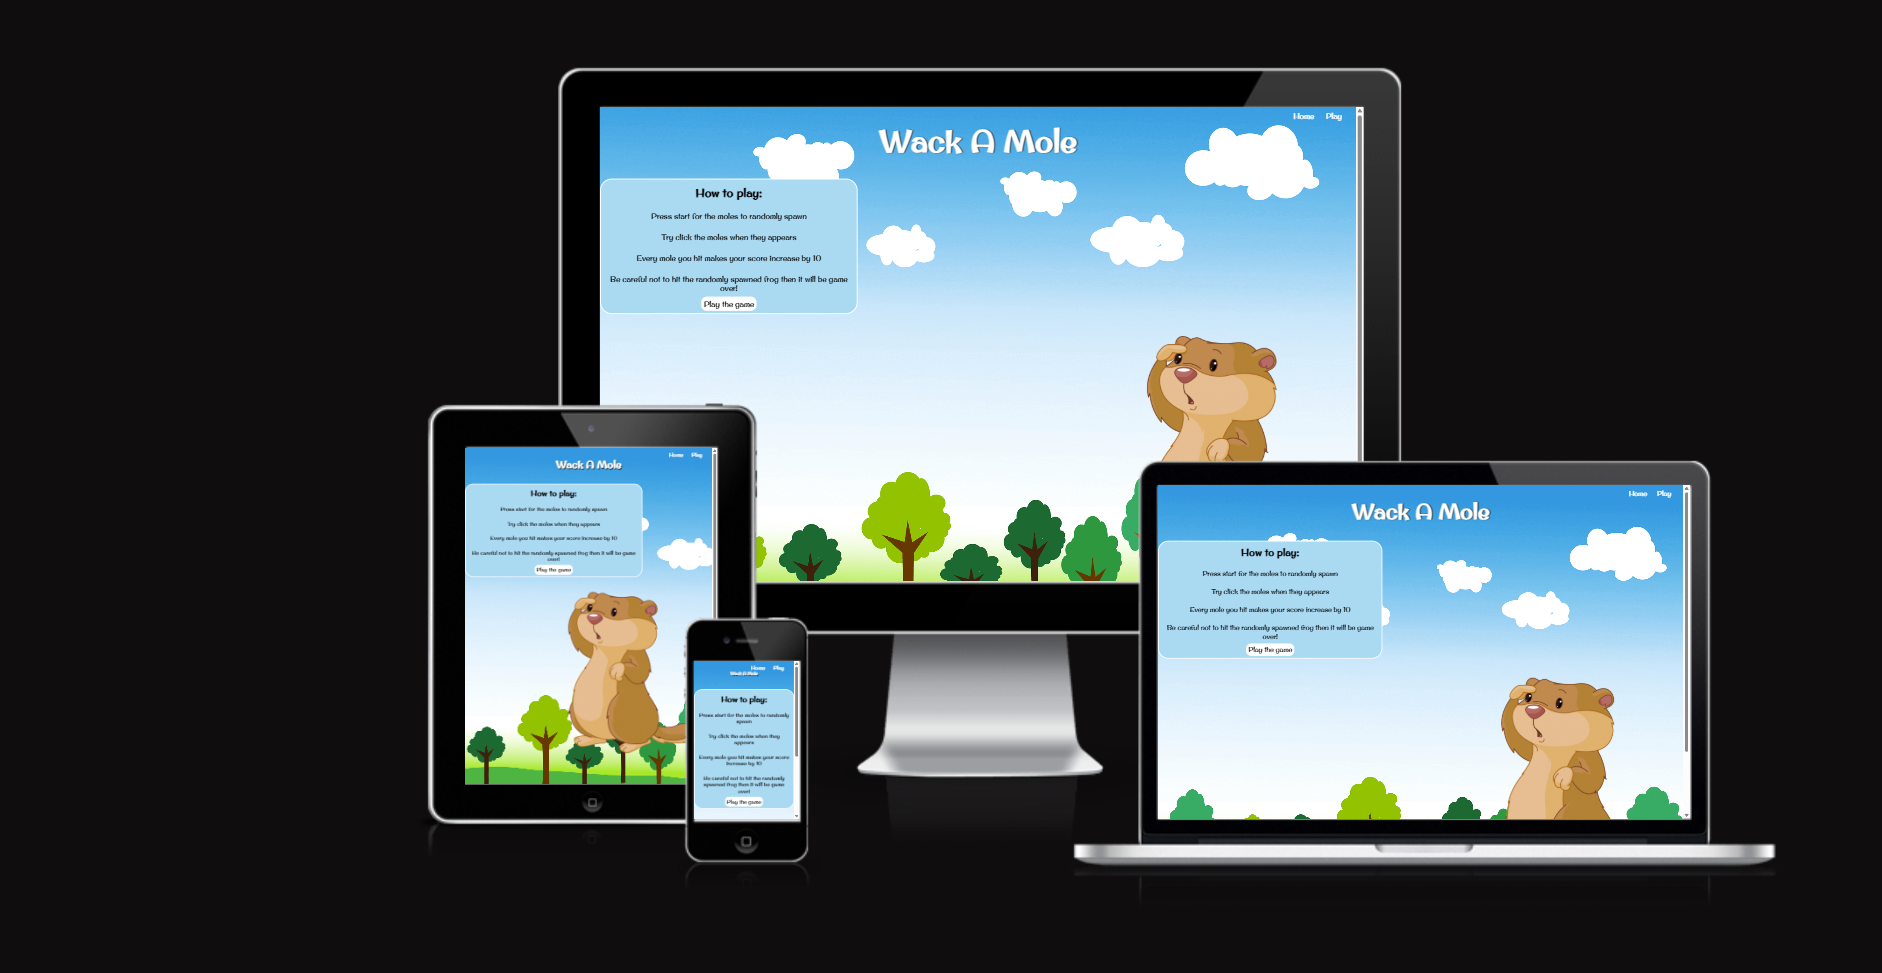 Home Play
Wack A Mole
How to play:
Press start for the moles to randomly spawn
Try click the moles when they appears
Every mole you hit makes your score increase by 10
Be careful not to hit the randomly spawned frog then it will be game
over!
Play the game
Home Play
Wack A Mole
How to play:
Press start for the moles to randomly spawn
Try click the moles when they appears
Every mole you hit makes your score increase by 10
Be careful not to hit the randomly spawned frog then it will be game
over!
Play the game
Home Play
Wack A Mole
How to play:
Press start for the moles to randomly
spawn
Try click the moles when they
appears
Every mole you hit makes your score
increase by 10
Be careful not to hit the randomly
spawned frog then it will be game
over!
Play the game
Home Play
Wack A Mole
How to play:
Press start for the moles to randomly spawn
Try click the moles when they appears
Every mole you hit makes your score increase by 10
Be careful not to hit the randomly spawned frog then it will be game
over!
Play the game